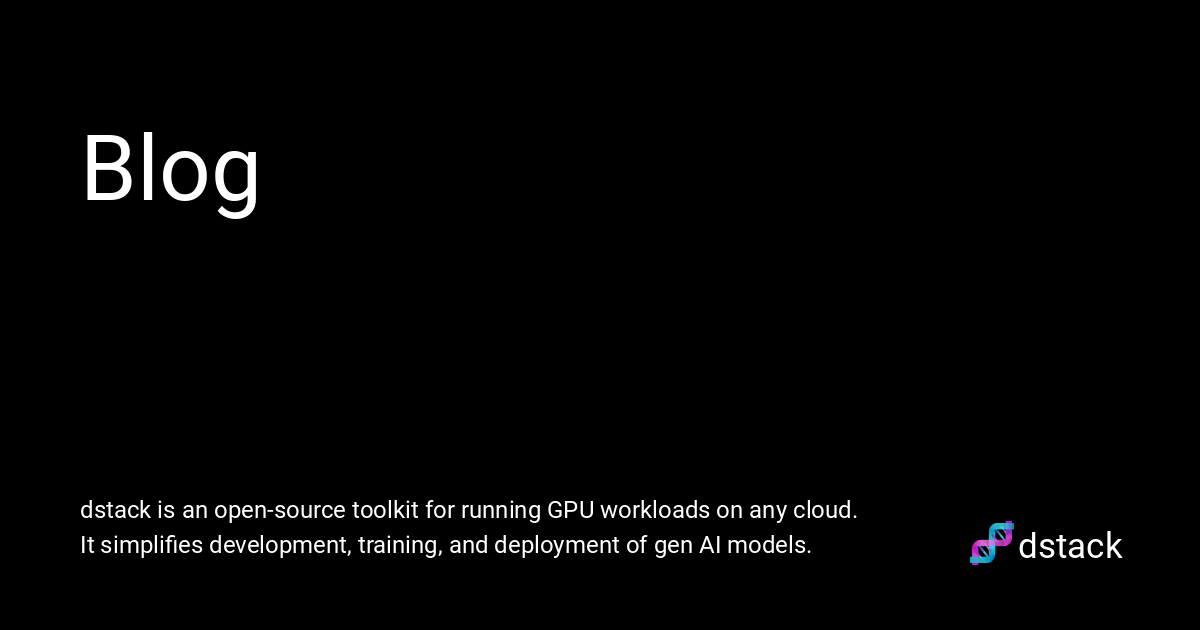 Blog
dstack is an open-source toolkit for running GPU workloads on any cloud.
It simplifies development, training, and deployment of gen AI models.
dstack